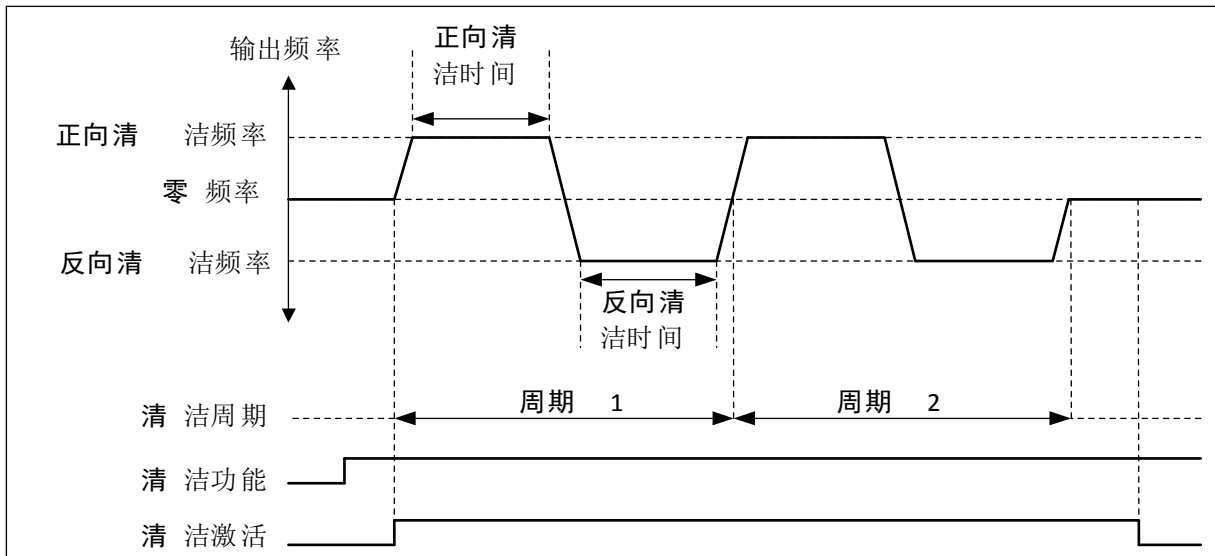 正向清
洁时间
输出频率
正向清 洁频率
零 频率
反向清 洁频率
反向清
洁时间
清 洁周期
周期 1
周期 2
清 洁功能
清 洁激活